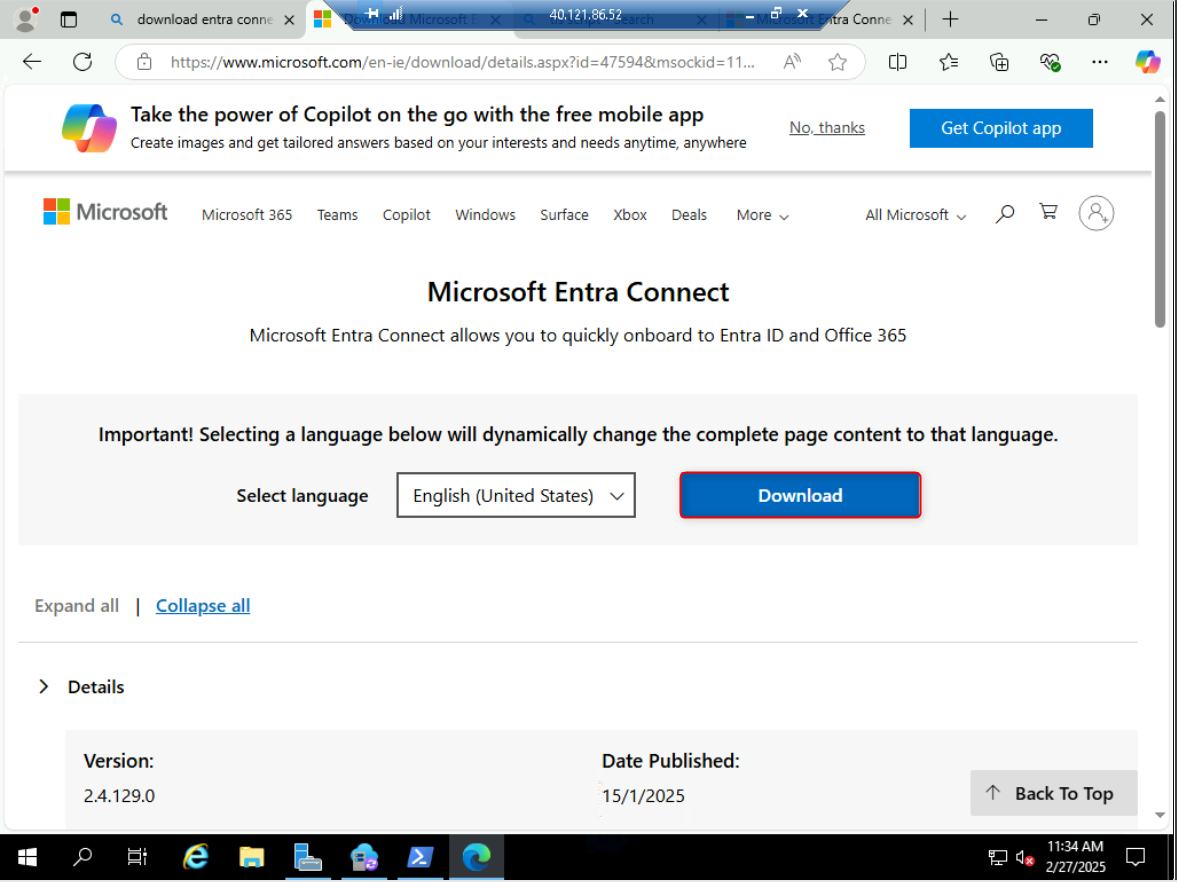 download entra conne
Download Microsoft E
40.121.86.52
Search
Microsoft Entra Conne
https://www.microsoft.com/en-ie/download/details.aspx?id=47594&msockid=11...
Take the power of Copilot on the go with the free mobile app
Create images and get tailored answers based on your interests and needs anytime, anywhere
No, thanks
Get Copilot app
Microsoft
Microsoft 365
Teams
Copilot
Windows
Surface
Xbox
Deals
More
All Microsoft
Microsoft Entra Connect
Microsoft Entra Connect allows you to quickly onboard to Entra ID and Office 365
Important! Selecting a language below will dynamically change the complete page content to that language.
Select language
English (United States)
Download
Expand all | Collapse all
Details
Version:
Date Published:
2.4.129.0
15/1/2025
Back To Top
11:34 AM
2/27/2025